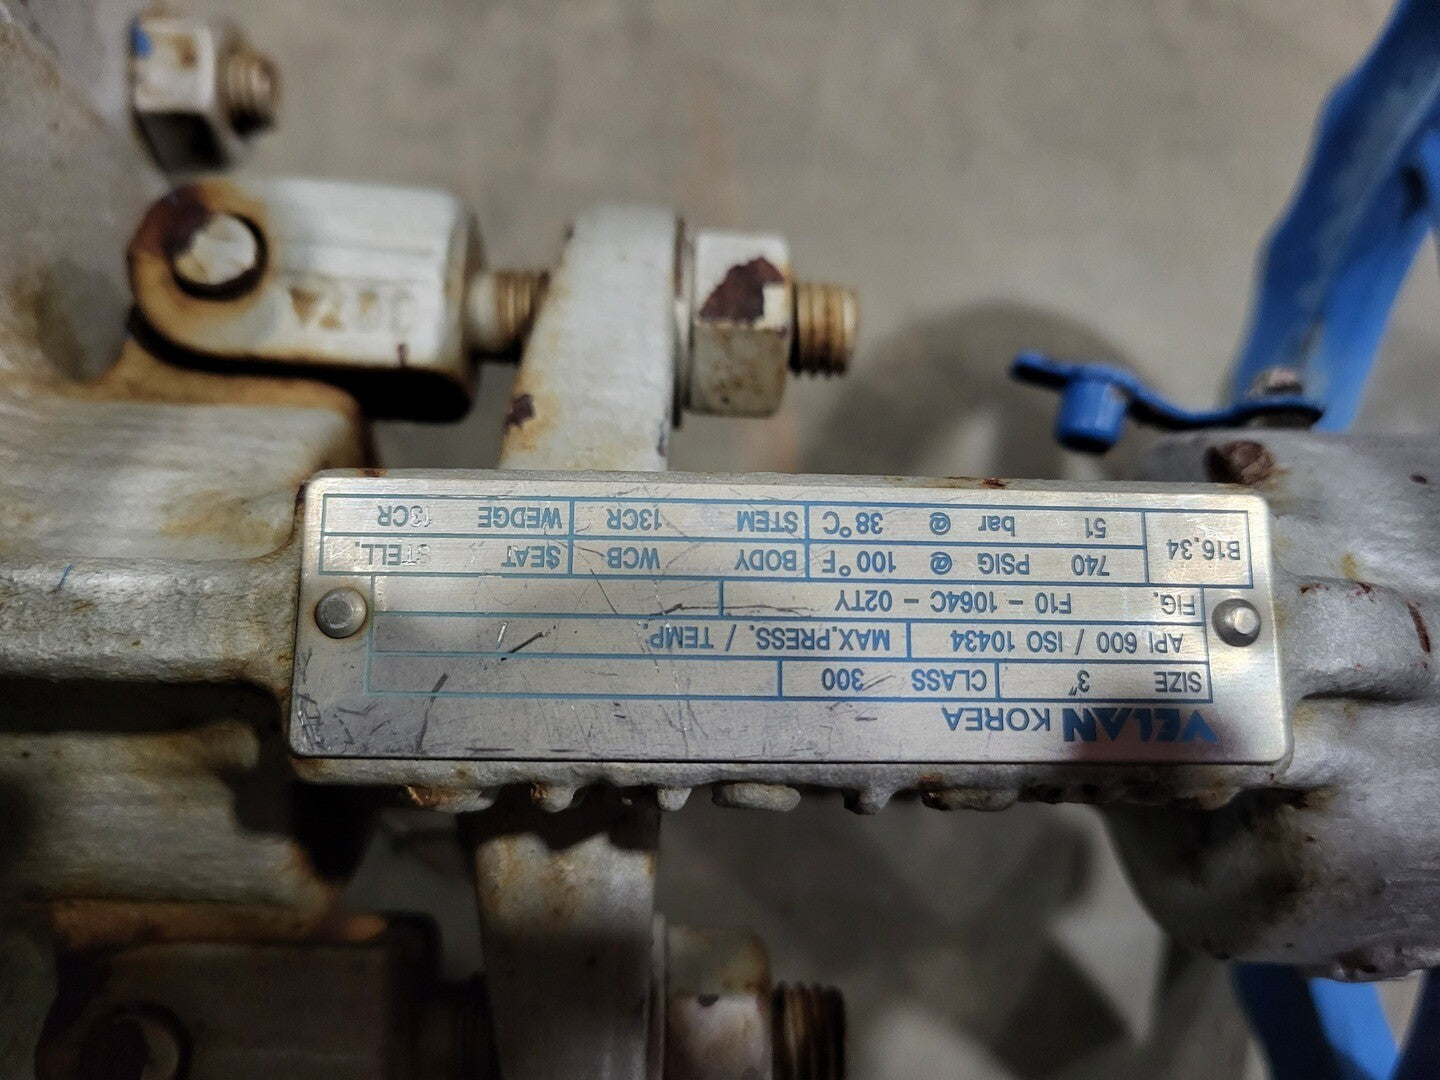 VELAN KOREA
SIZE 3" CLASS 300
API 600 / ISO 10434 MAX.PRESS. / TEMP.
FIG. F10 - 1064C - 02TY
B16.34 740 PSIG @ 100°F BODY WCB SEAT STELL.
51 bar @ 38°C STEM 13CR WEDGE 13CR